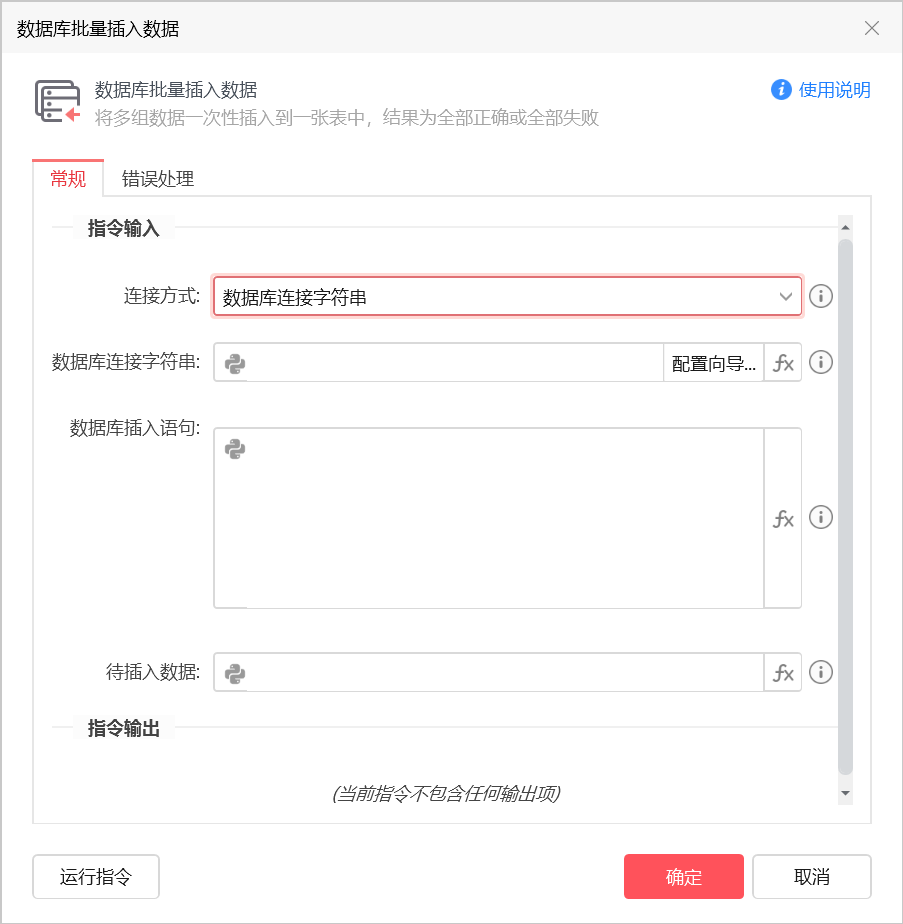 数据库批量插入数据
数据库批量插入数据
使用说明
将多组数据一次性插入到一张表中，结果为全部正确或全部失败
常规
错误处理
指令输入
连接方式:
数据库连接字符串
数据库连接字符串:
配置向导...
fx
数据库插入语句:
fx
待插入数据:
fx
指令输出
(当前指令不包含任何输出项)
运行指令
确定
取消